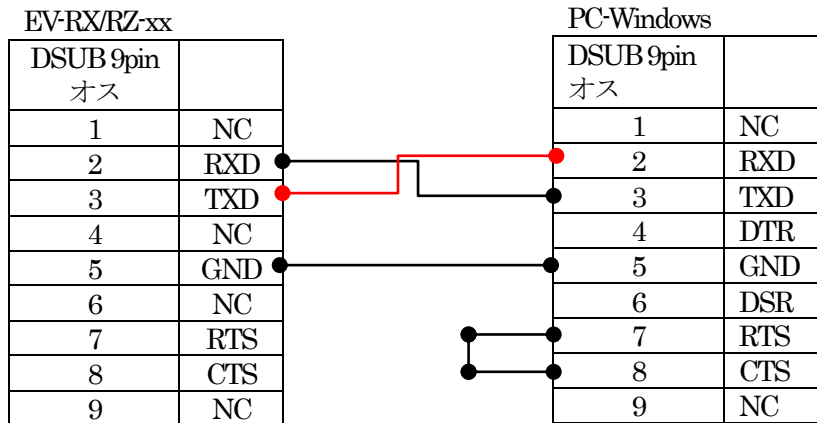 EV-RX/RZ-xx
DSUB 9pin
オス
1 NC
2 RXD
3 TXD
4 NC
5 GND
6 NC
7 RTS
8 CTS
9 NC
PC-Windows
DSUB 9pin
オス
1 NC
2 RXD
3 TXD
4 DTR
5 GND
6 DSR
7 RTS
8 CTS
9 NC